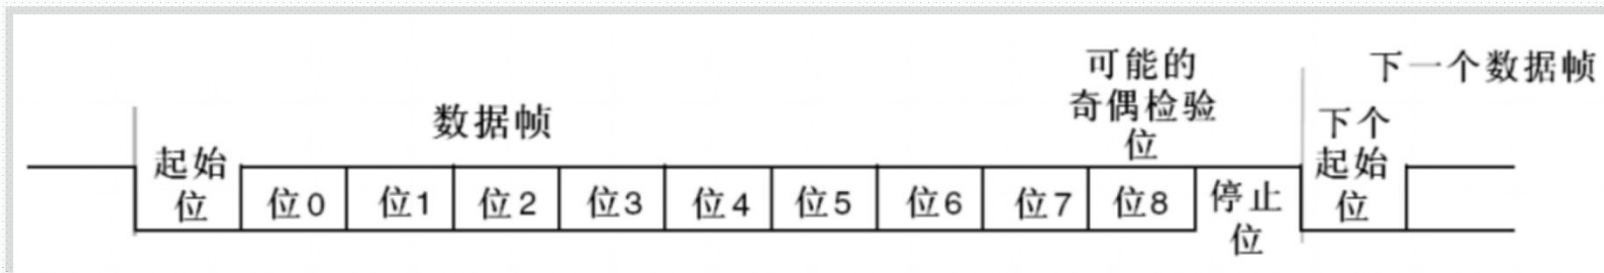 可能的
奇偶检验
位
下一个数据帧
数据帧
下个
起始
位
起始
位
位0
位1
位2
位3
位4
位5
位6
位7
位8
停止
位